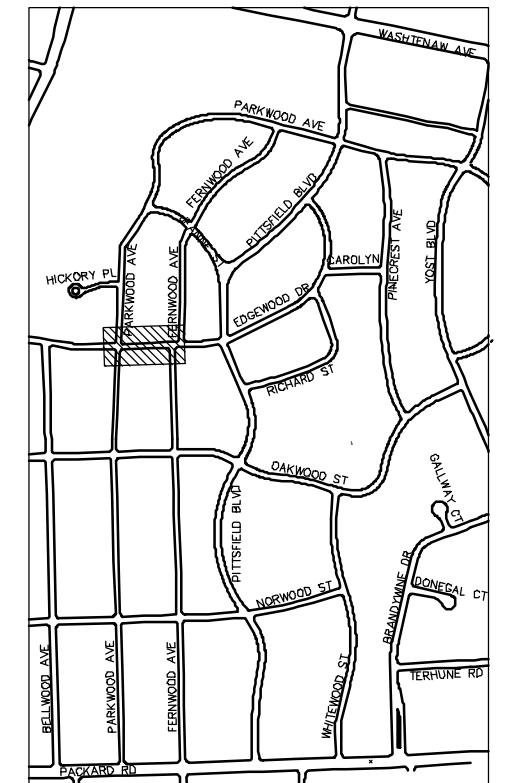 WASHTENAW AVE
PARKWOOD AVE
FERNWOOD AVE
PITTSFIELD BLVD
PINECREST AVE
YOST BLVD
CAROLYN
HICKORY PL
PARKWOOD AVE
FERNWOOD AVE
EDGEWOOD DR
RICHARD ST
OAKWOOD ST
GALLWAY CT
PITTSFIELD BLVD
BRANDYWINE DR
DONEGAL CT
NORWOOD ST
TERHUNE RD
BELLWOOD AVE
PARKWOOD AVE
FERNWOOD AVE
WHITEWOOD ST
PACKARD RD